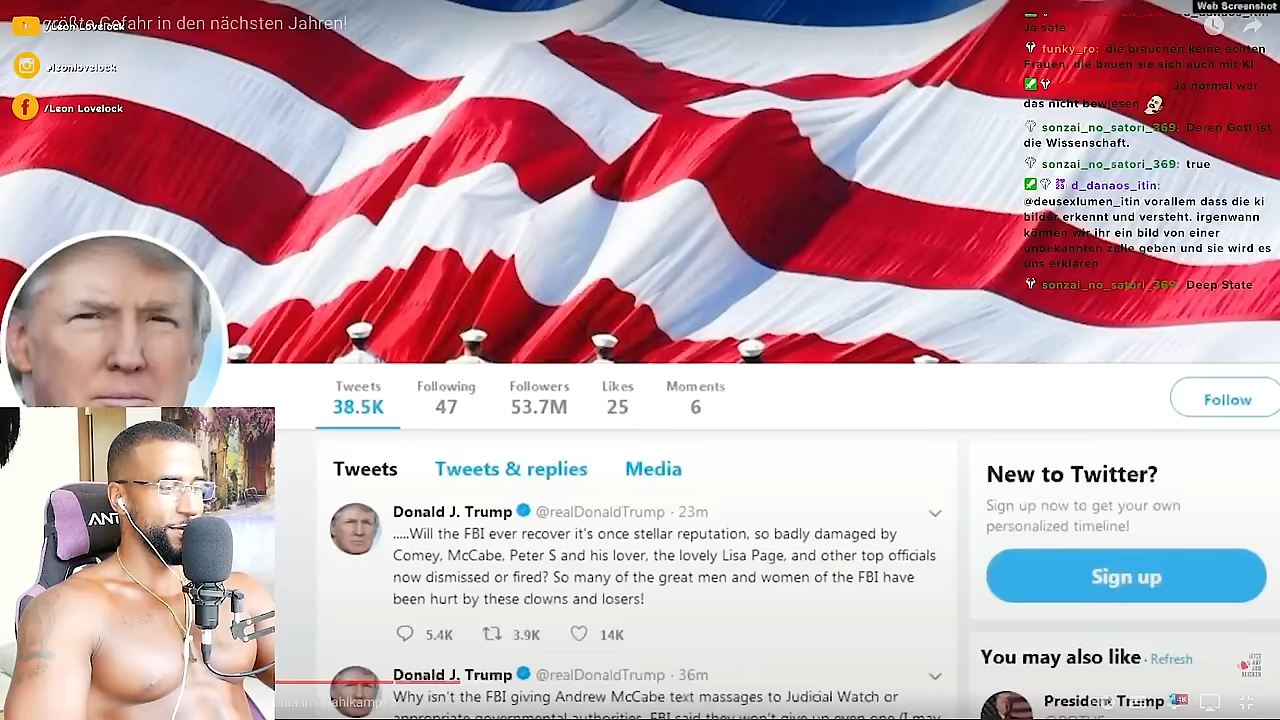 größte Gefahr in den nächsten Jahren!
/Leon Lovelock
/Leon Lovelock
Web Screenshot
Ja safe
funky_ro: die brauchen keine echten
Frauen, die bauen sie sich auch mit KI
Ja normal war
das nicht bewiesen
sonzai_no_satori_369: Deren Gott ist
die Wissenschaft.
sonzai_no_satori_369: true
d_danaos_itin:
@deusexlumen_itin vorallem dass die ki
bilder erkennt und versteht. irgenwann
können wir ihr ein bild von einer
unbekannten zelle geben und sie wird es
uns erklären
sonzai_no_satori_369: Deep State
Tweets Following Followers Likes Moments
38.5K 47 53.7M 25 6
Follow
Tweets Tweets & replies Media
Donald J. Trump @realDonaldTrump · 23m
.....Will the FBI ever recover it's once stellar reputation, so badly damaged by
Comey, McCabe, Peter S and his lover, the lovely Lisa Page, and other top officials
now dismissed or fired? So many of the great men and women of the FBI have
been hurt by these clowns and losers!
5.4K 3.9K 14K
Donald J. Trump @realDonaldTrump · 36m
Why isn't the FBI giving Andrew McCabe text massages to Judicial Watch or
appropriate governmental authorities. FBI said they won't give up even one (I may
New to Twitter?
Sign up now to get your own
personalized timeline!
Sign up
You may also like · Refresh
President Trump
@POTUS
ANT
im Wahlkampf